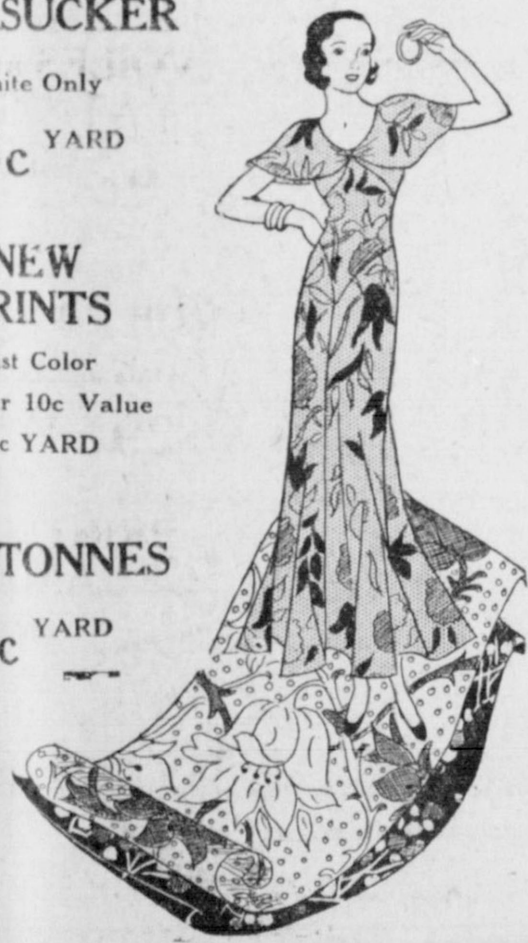 SUCKER
ite Only
YARD
C
NEW
RINTS
st Color
r 10c Value
c YARD
TONNES
YARD
C